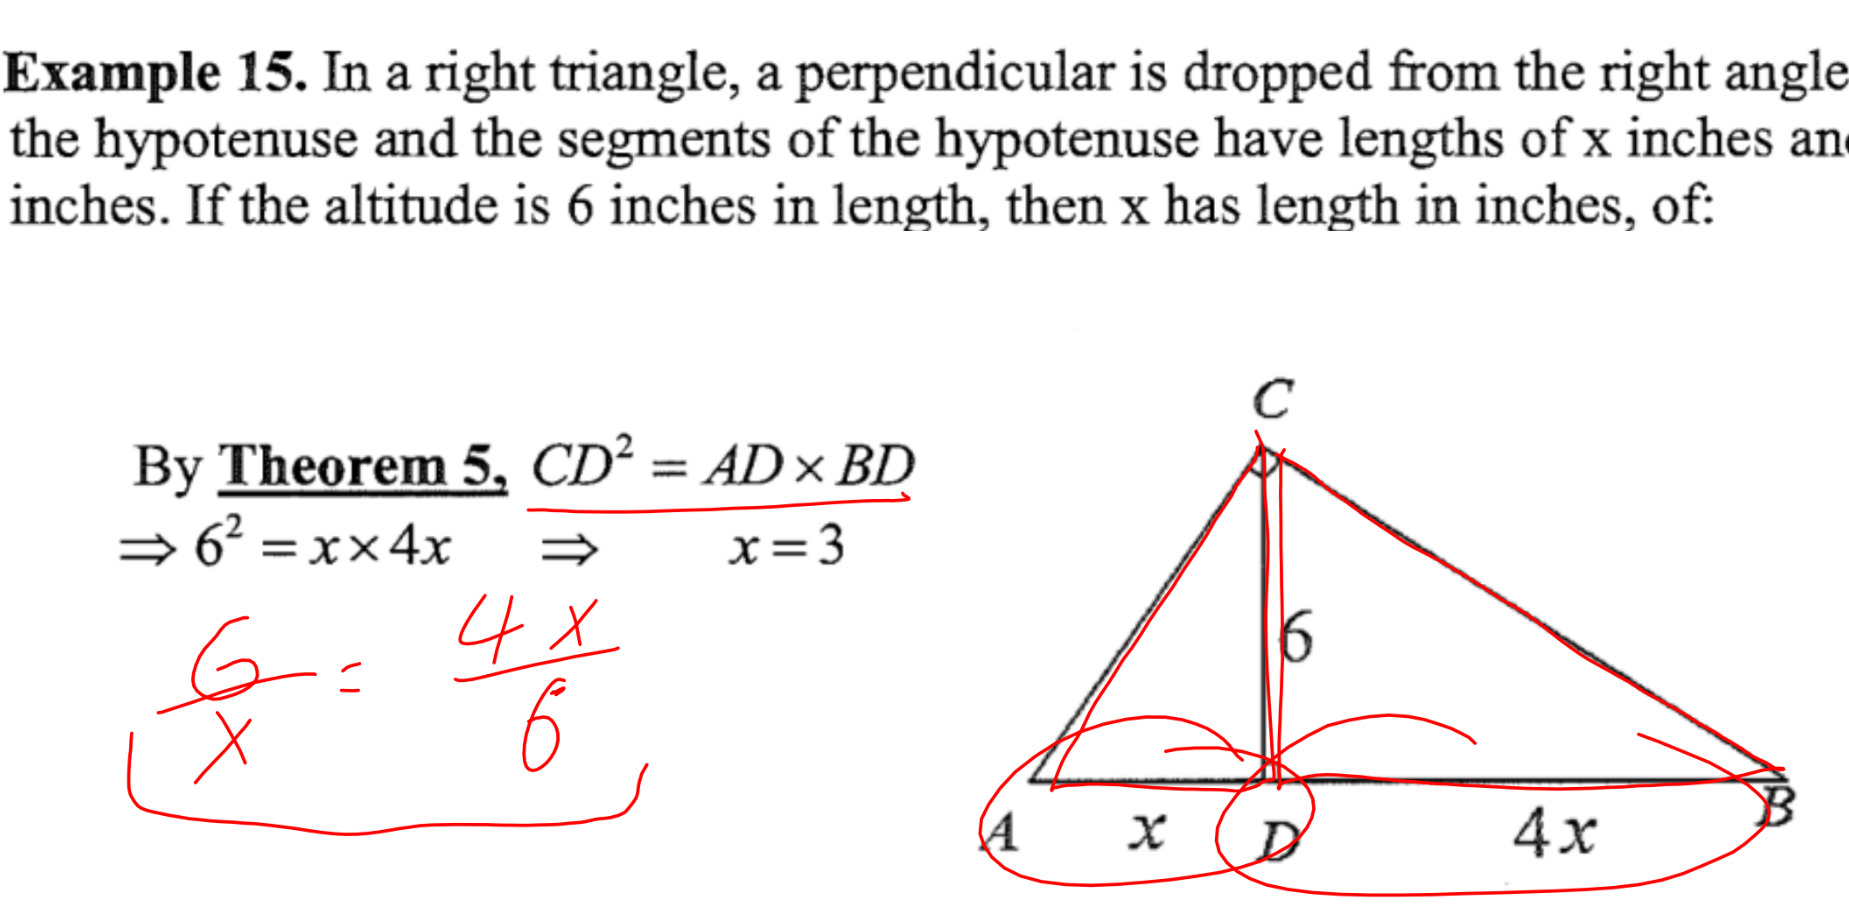 Example 15. In a right triangle, a perpendicular is dropped from the right angle
the hypotenuse and the segments of the hypotenuse have lengths of x inches
inches. If the altitude is 6 inches in length, then x has length in inches, of:
C
By Theorem 5, CD² = AD × BD
⇒ 6² = x × 4x ⇒ x = 3
6/x = 4x/6
6
A x D 4x B